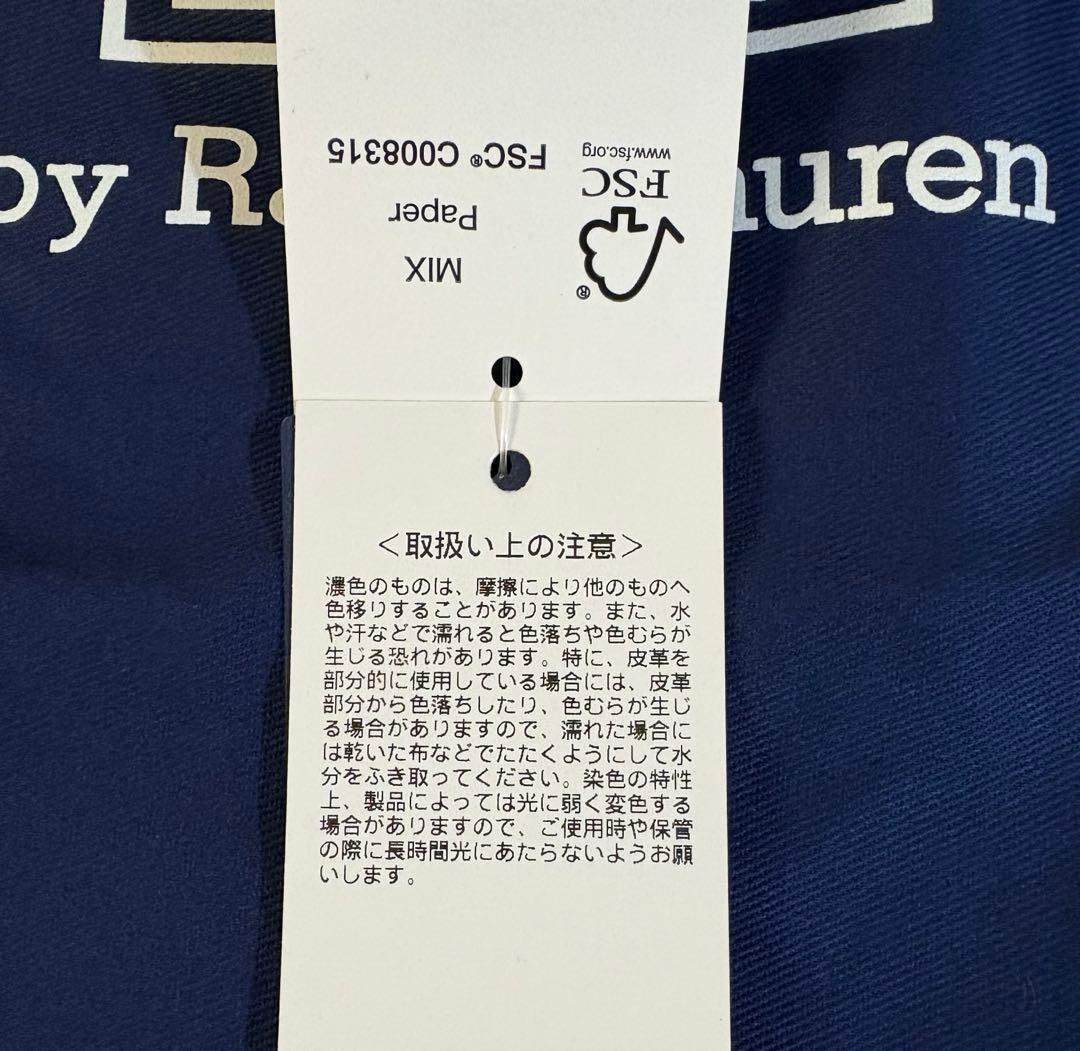 by Ra uren
FSC® C008315
www.fsc.org
FSC
Paper
MIX
®
＜取扱い上の注意＞
濃色のものは、摩擦により他のものへ
色移りすることがあります。また、水
や汗などで濡れると色落ちや色むらが
生じる恐れがあります。特に、皮革を
部分的に使用している場合には、皮革
部分から色落ちしたり、色むらが生じ
る場合がありますので、濡れた場合に
は乾いた布などでたたくようにして水
分をふき取ってください。染色の特性
上、製品によっては光に弱く変色する
場合がありますので、ご使用時や保管
の際に長時間光にあたらないようお願
いします。